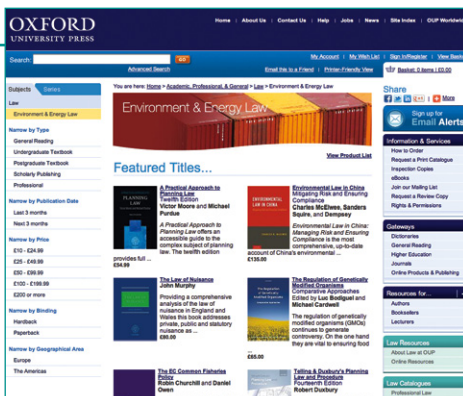 OXFORD
UNIVERSITY PRESS
Home | About Us | Contact Us | Help | Jobs | News | Site Index | OUP Worldwide
My Account | My Wish List | Sign In/Register | View Basket
Search: GO
Advanced Search
Email this to a Friend | Printer-Friendly View
Basket: 0 items | £0.00
Subjects Series
Law
Environment & Energy Law
Narrow by Type
General Reading
Undergraduate Textbook
Postgraduate Textbook
Scholarly Publishing
Professional
Narrow by Publication Date
Last 3 months
Next 3 months
Narrow by Price
£10 - £24.99
£25 - £49.99
£50 - £99.99
£100 - £199.99
£200 or more
Narrow by Binding
Hardback
Paperback
Narrow by Geographical Area
Europe
The Americas
You are here: Home > Academic, Professional, & General > Law > Environment & Energy Law
Environment & Energy Law
View Product List
Featured Titles...
PLANNING
LAW
A Practical Approach to
Planning Law
Twelfth Edition
Victor Moore and Michael
Purdue
A Practical Approach to
Planning Law offers an
accessible guide to the
complex subject of planning
law. The twelfth edition
provides full ...
£54.99
ENVIRONMENTAL
LAW IN CHINA
Environmental Law in China
Mitigating Risk and Ensuring
Compliance
Charles McElwee, Sanders
Squire, and Dempsey
Environmental Law in China:
Managing Risk and Ensuring
Compliance is the most
comprehensive, up-to-date
account of China's environmental ...
£130.00
The Law of Nuisance
John Murphy
Providing a comprehensive
analysis of the law of
nuisance in England and
Wales this book addresses
private, public and statutory
nuisance as ...
£80.00
The Regulation of Genetically
Modified Organisms
Comparative Approaches
Edited by Luc Bodiguel and
Michael Cardwell
The regulation of genetically
modified organisms (GMOs)
continues to generate
controversy. On the one hand
they are vital to ensuring food
...
£65.00
The EC Common Fisheries
Policy
Robin Churchill and Daniel
Owen
Telling & Duxbury's Planning
Law and Procedure
Fourteenth Edition
Robert Duxbury
Share
More
Sign up for
Email Alerts
Information & Services
How to Order
Request a Print Catalogue
Inspection Copies
eBooks
Join our Mailing List
Request a Review Copy
Rights & Permissions
Gateways
Dictionaries
General Reading
Higher Education
Journals
Online Products & Publishing
Resources for...
Authors
Booksellers
Lecturers
Law Resources
About Law at OUP
Online Resources
Law Catalogues
Professional Law